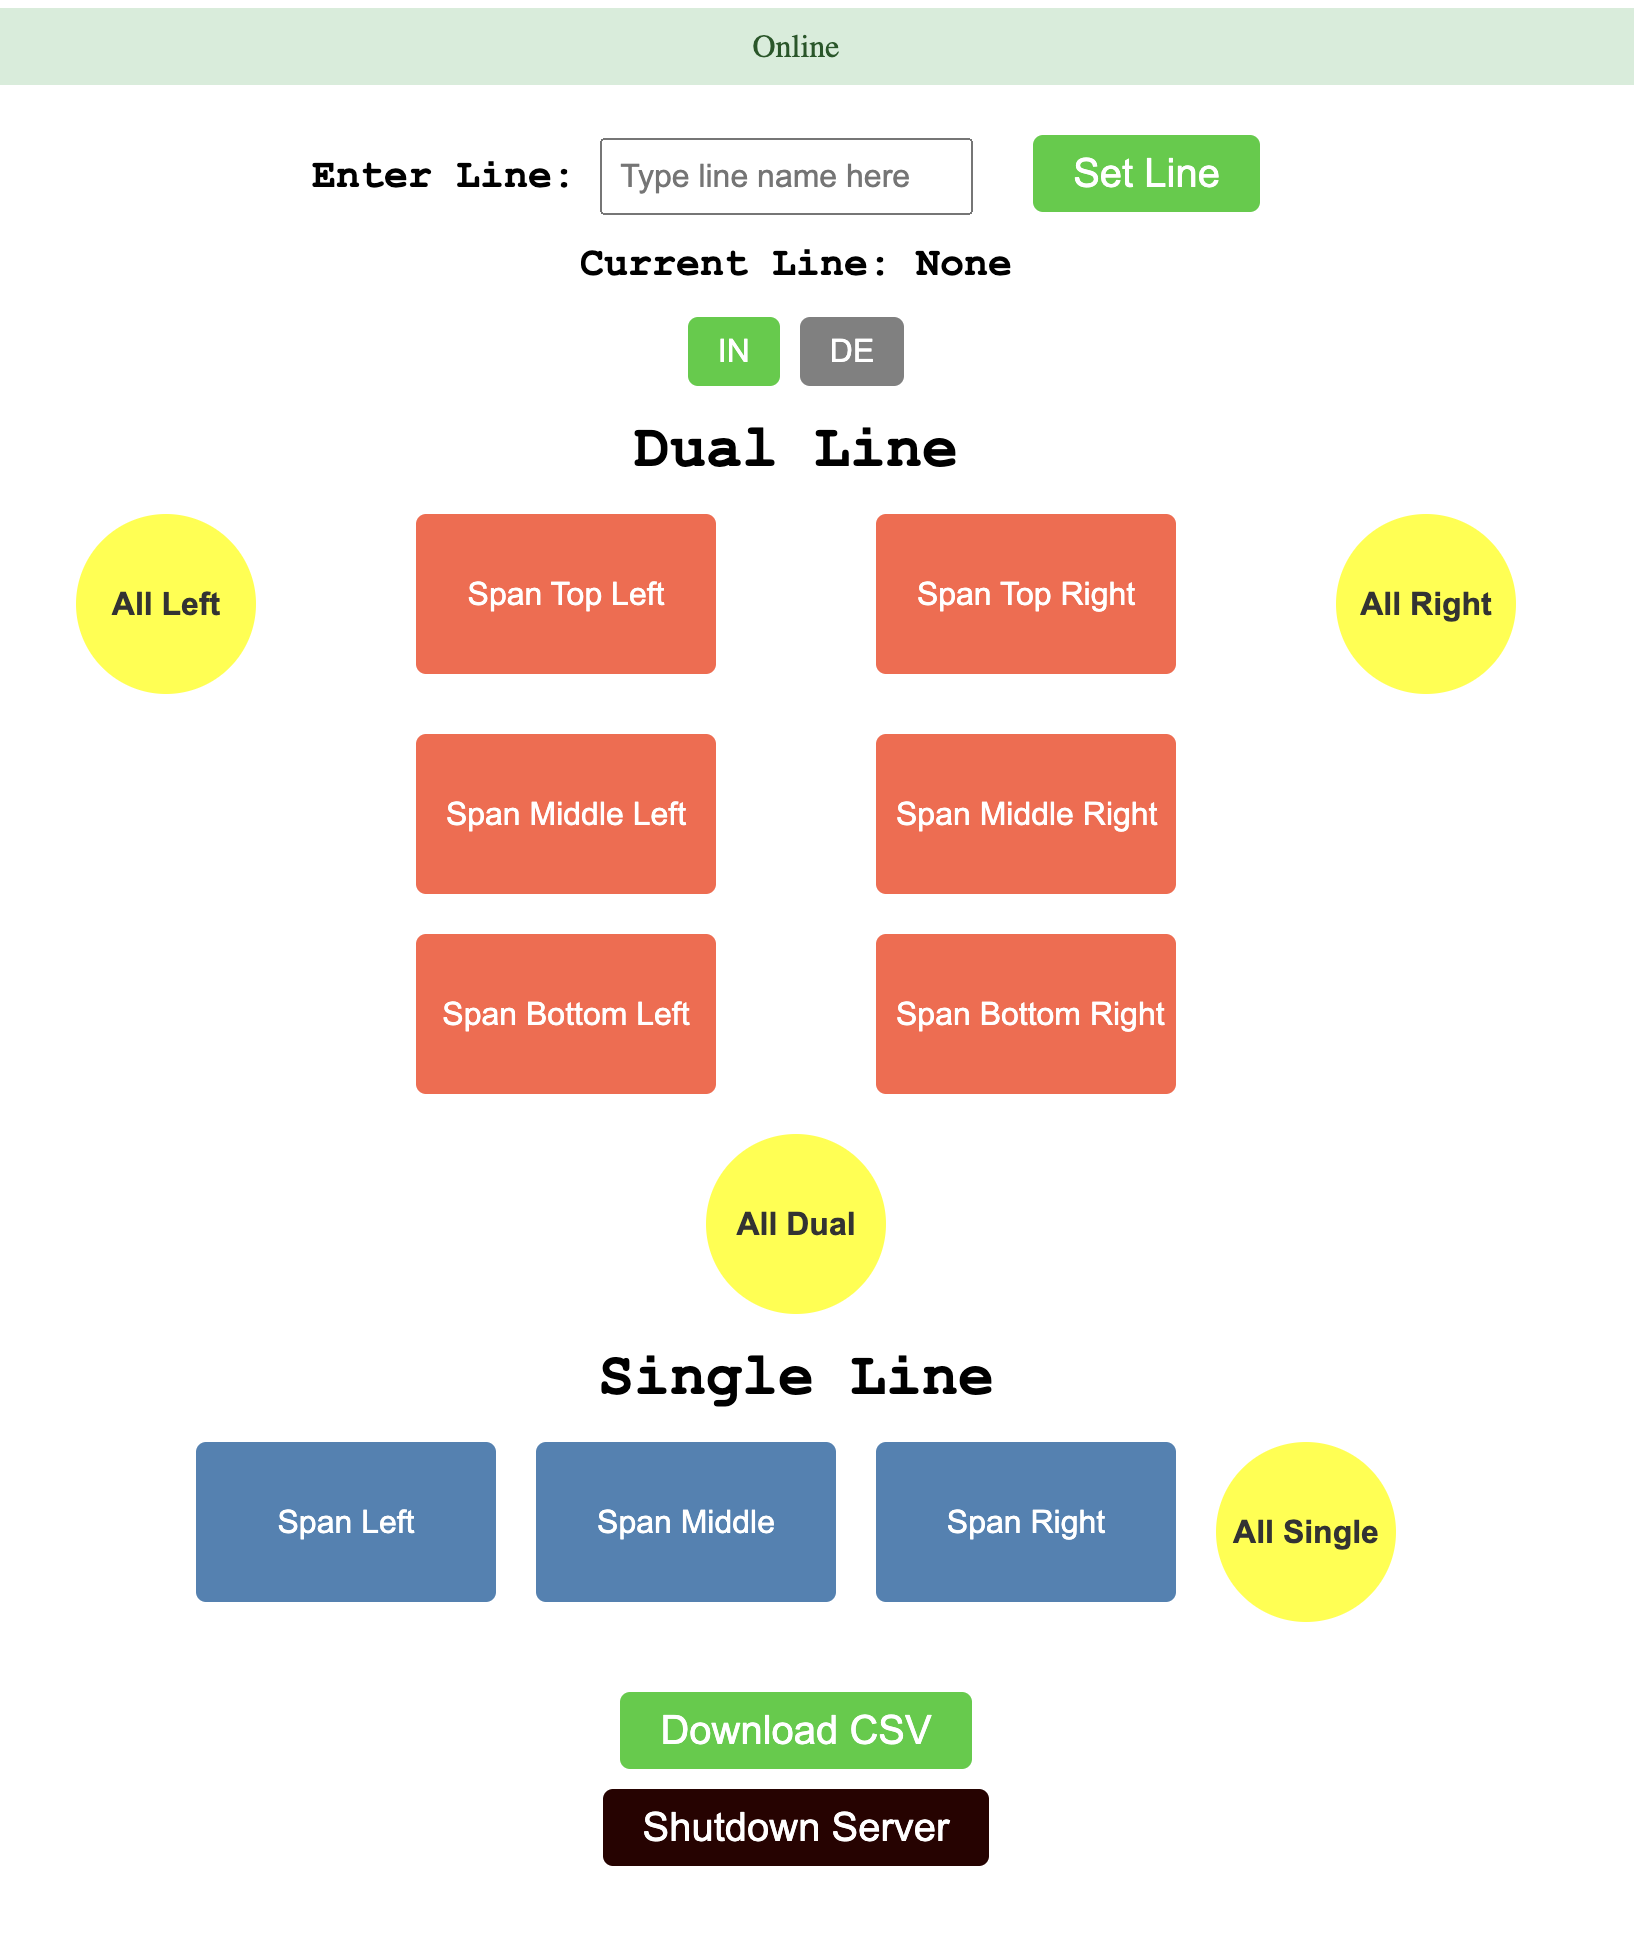 Online
Enter Line: Type line name here Set Line
Current Line: None
IN DE
Dual Line
All Left Span Top Left Span Top Right All Right
Span Middle Left Span Middle Right
Span Bottom Left Span Bottom Right
All Dual
Single Line
Span Left Span Middle Span Right All Single
Download CSV
Shutdown Server